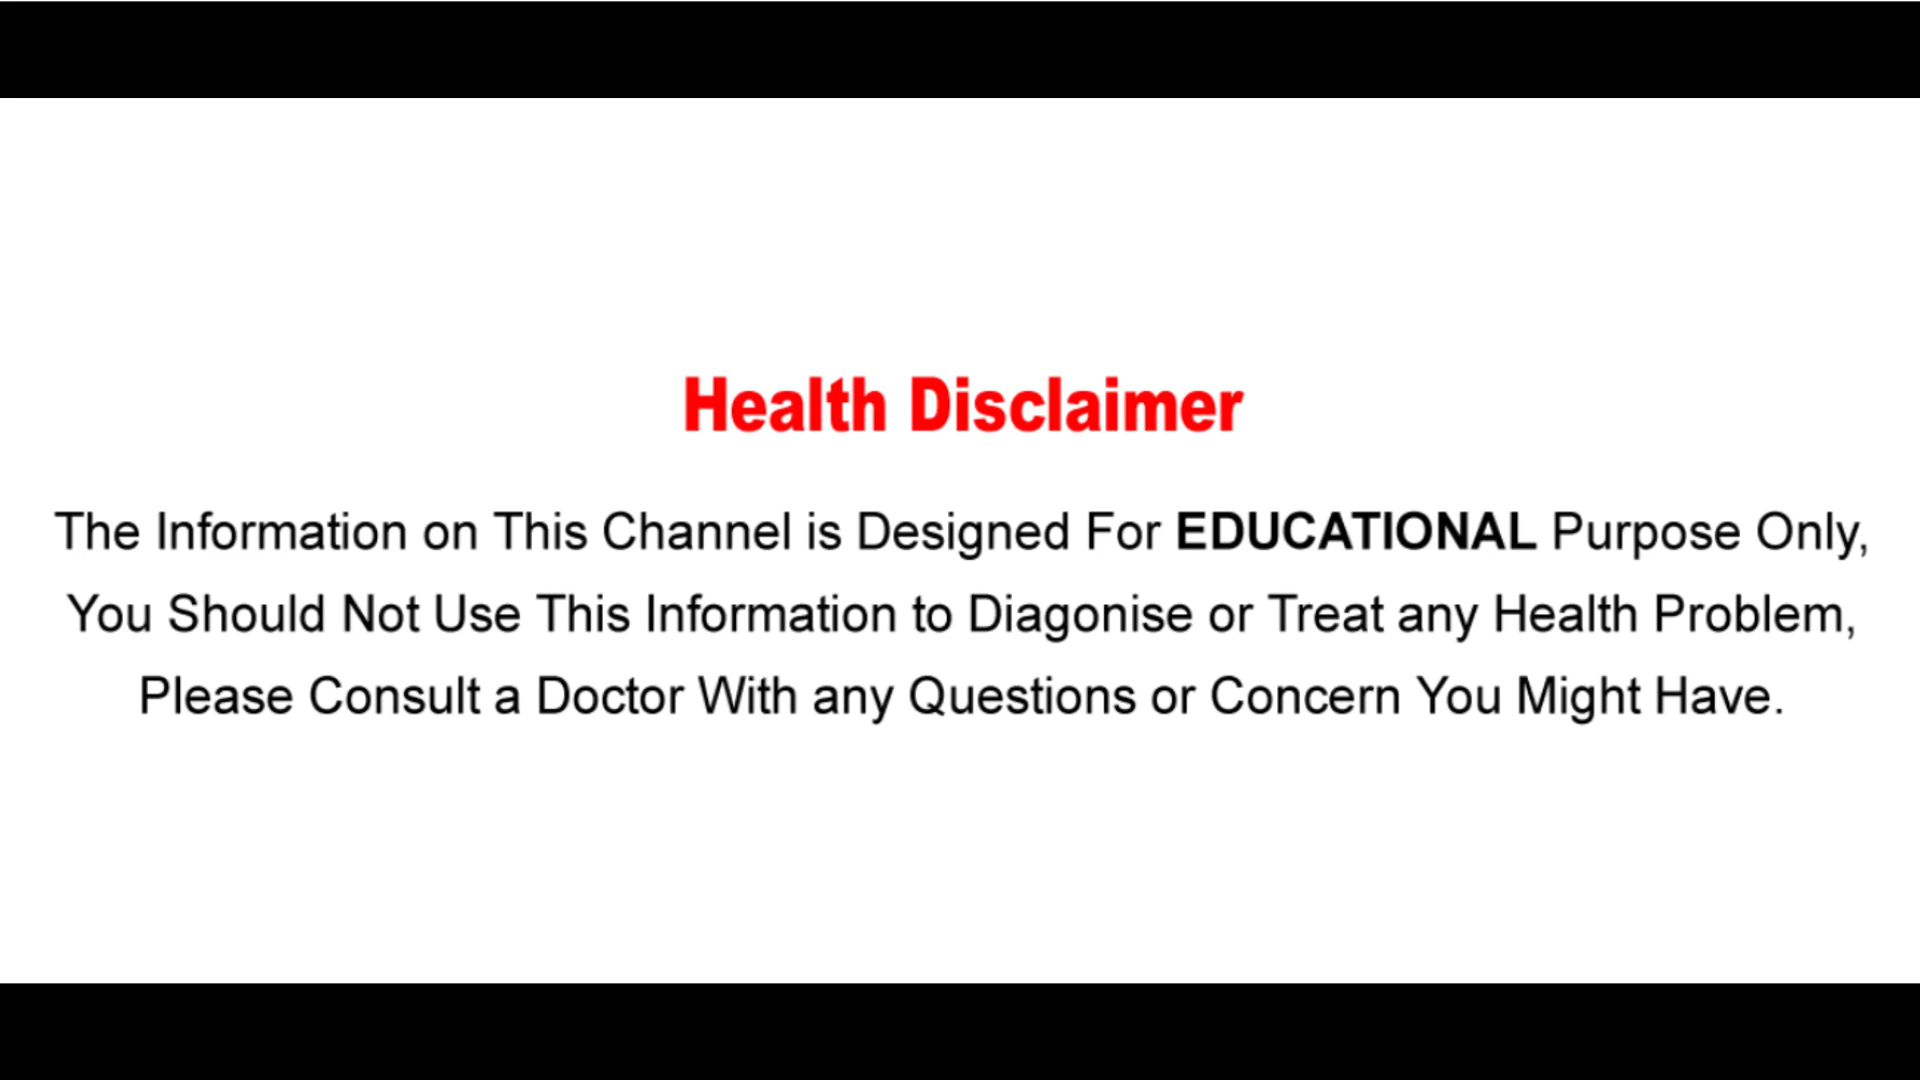 Health Disclaimer
The Information on This Channel is Designed For EDUCATIONAL Purpose Only,
You Should Not Use This Information to Diagonise or Treat any Health Problem,
Please Consult a Doctor With any Questions or Concern You Might Have.